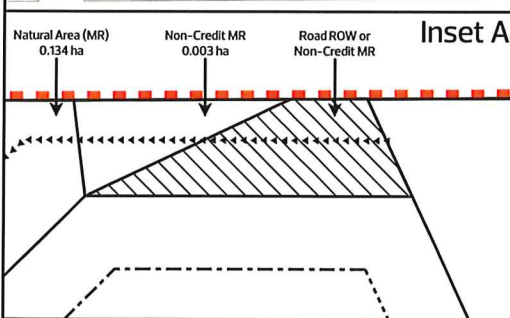 Inset A
Natural Area (MR)
0.134 ha
Non-Credit MR
0.003 ha
Road ROW or
Non-Credit MR